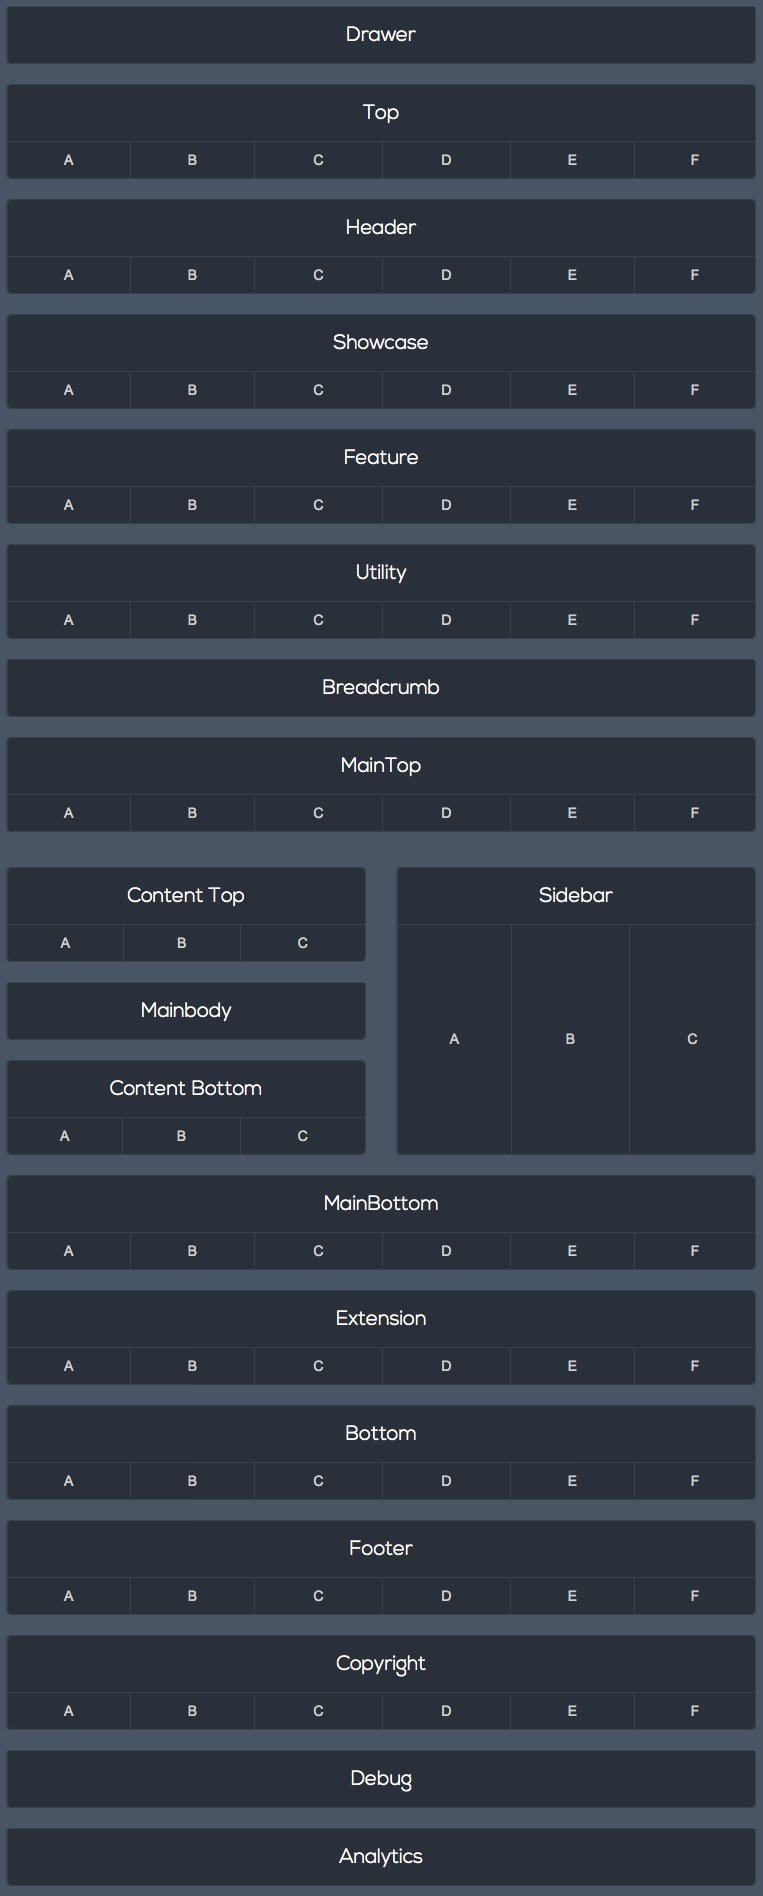 Drawer
Top
A B C D E F
Header
A B C D E F
Showcase
A B C D E F
Feature
A B C D E F
Utility
A B C D E F
Breadcrumb
MainTop
A B C D E F
Content Top
A B C
Mainbody
Content Bottom
A B C
Sidebar
A B C
MainBottom
A B C D E F
Extension
A B C D E F
Bottom
A B C D E F
Footer
A B C D E F
Copyright
A B C D E F
Debug
Analytics